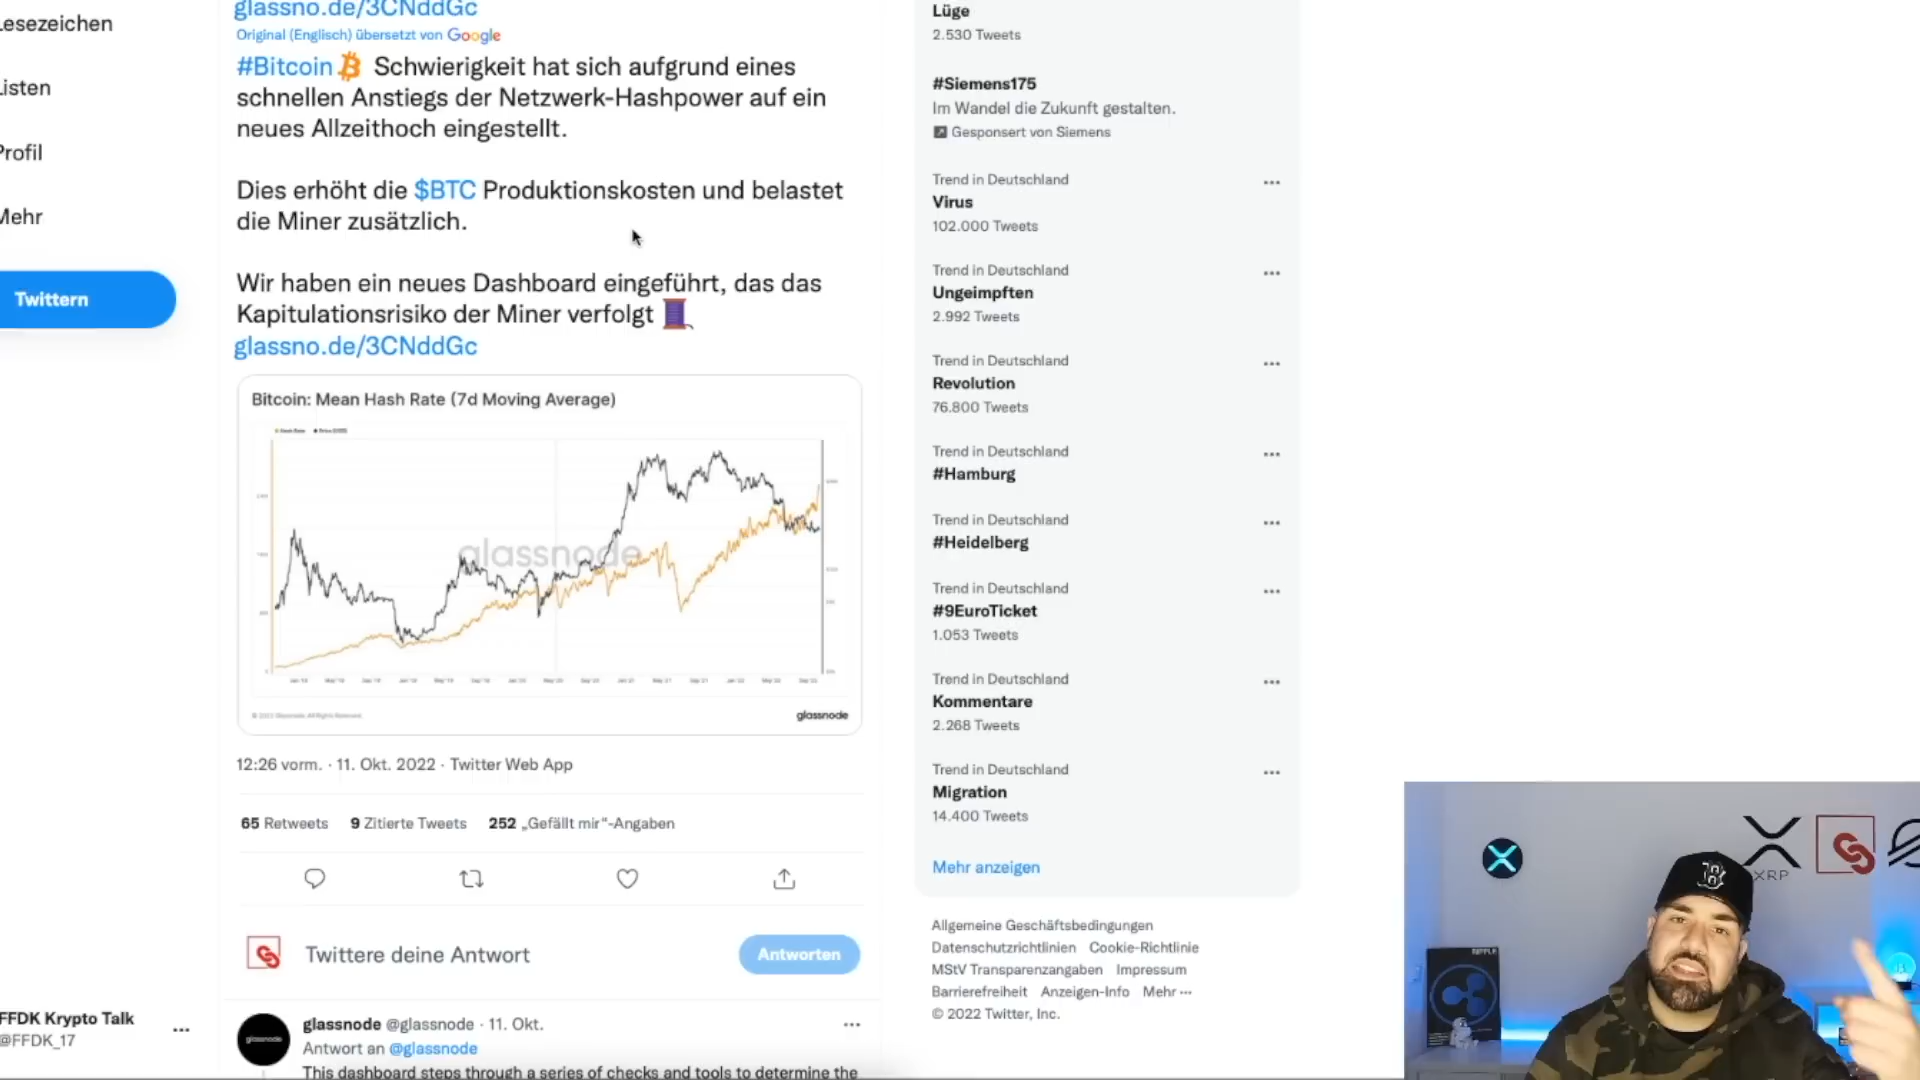 Lesezeichen
Listen
Profil
Mehr
Twittern
FFDK Krypto Talk
@FFDK_17
glassno.de/3CNddGc
Original (Englisch) übersetzt von Google
#Bitcoin Schwierigkeit hat sich aufgrund eines
schnellen Anstiegs der Netzwerk-Hashpower auf ein
neues Allzeithoch eingestellt.
Dies erhöht die $BTC Produktionskosten und belastet
die Miner zusätzlich.
Wir haben ein neues Dashboard eingeführt, das das
Kapitulationsrisiko der Miner verfolgt
glassno.de/3CNddGc
Bitcoin: Mean Hash Rate (7d Moving Average)
glassnode
glassnode
12:26 vorm. · 11. Okt. 2022 · Twitter Web App
65 Retweets 9 Zitierte Tweets 252 „Gefällt mir“-Angaben
Twittere deine Antwort
Antworten
glassnode @glassnode · 11. Okt.
Antwort an @glassnode
This dashboard steps through a series of checks and tools to determine the
Lüge
2.530 Tweets
#Siemens175
Im Wandel die Zukunft gestalten.
Gesponsert von Siemens
Trend in Deutschland
Virus
102.000 Tweets
Trend in Deutschland
Ungeimpften
2.992 Tweets
Trend in Deutschland
Revolution
76.800 Tweets
Trend in Deutschland
#Hamburg
Trend in Deutschland
#Heidelberg
Trend in Deutschland
#9EuroTicket
1.053 Tweets
Trend in Deutschland
Kommentare
2.268 Tweets
Trend in Deutschland
Migration
14.400 Tweets
Mehr anzeigen
Allgemeine Geschäftsbedingungen
Datenschutzrichtlinien Cookie-Richtlinie
MStV Transparenzangaben Impressum
Barrierefreiheit Anzeigen-Info Mehr ···
© 2022 Twitter, Inc.
XRP
RIPPLE
B